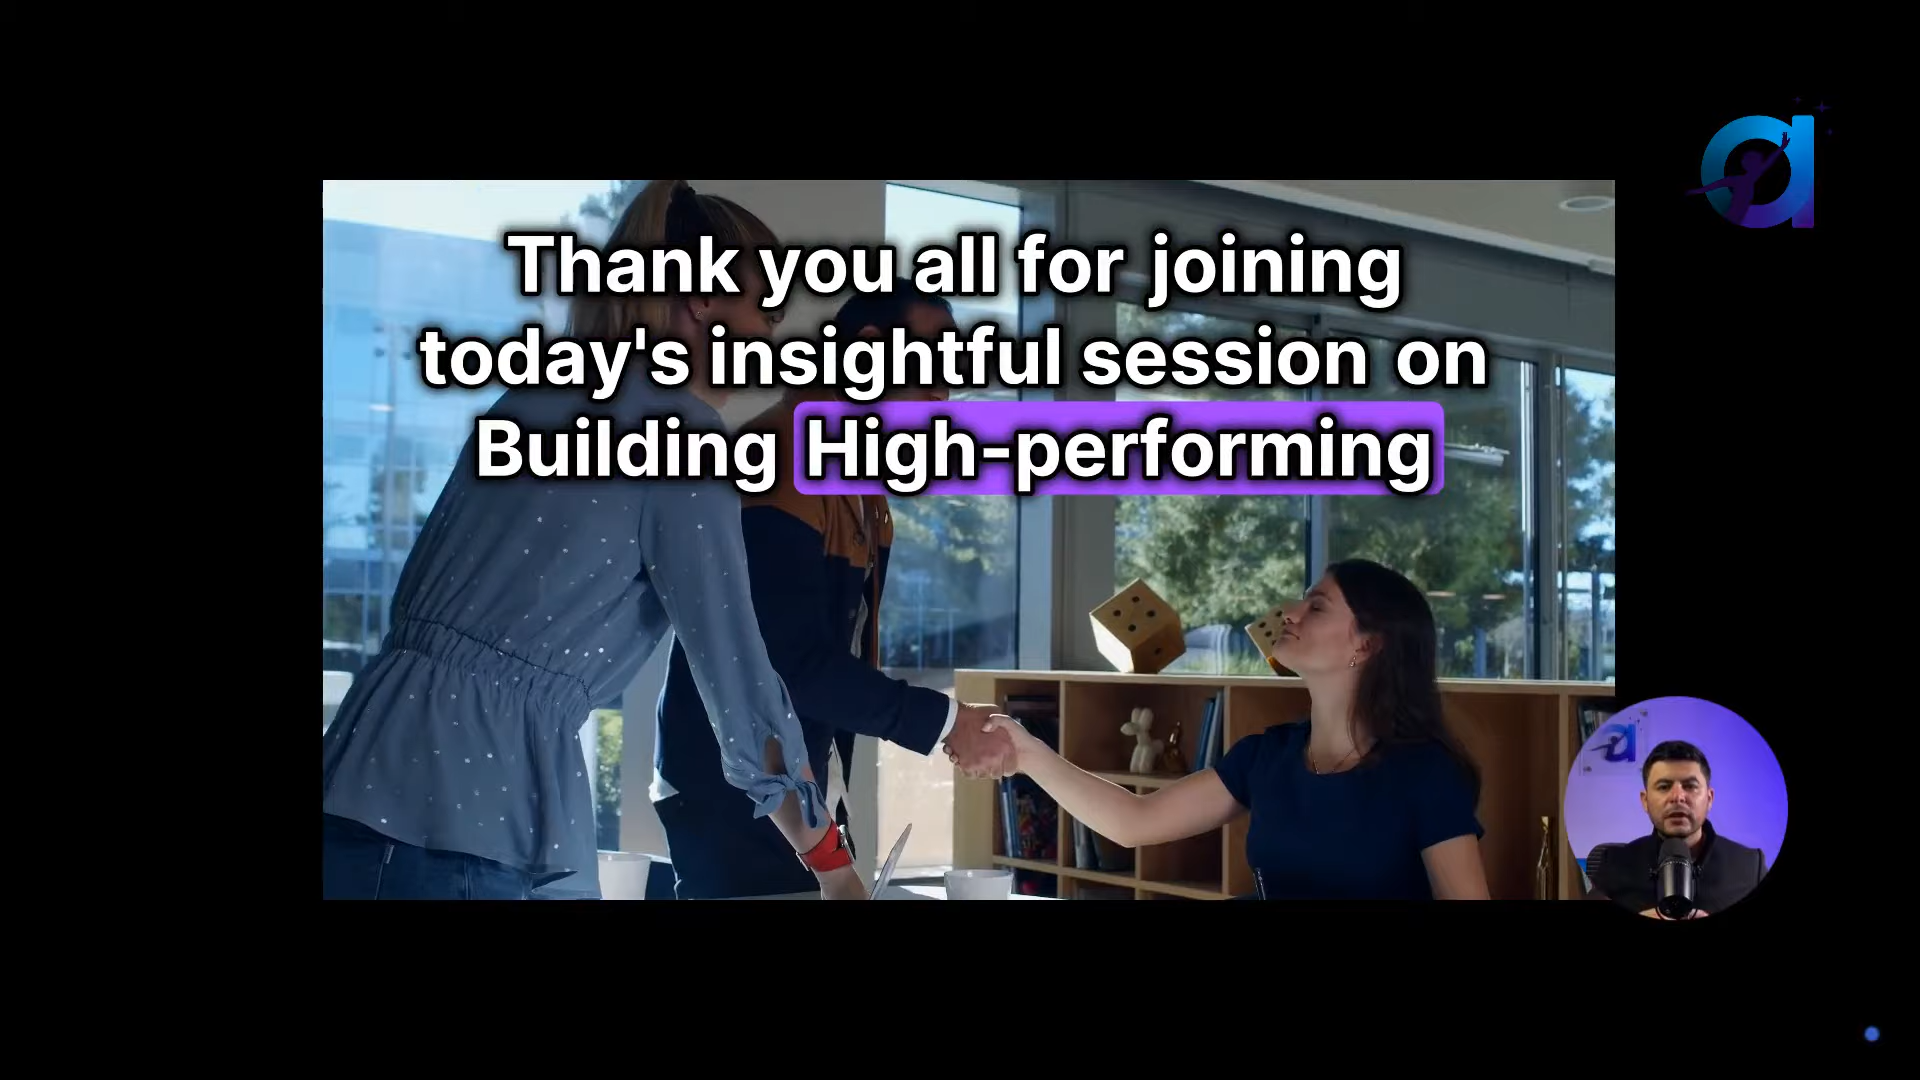 Thank you all for joining
today's insightful session on
Building High-performing